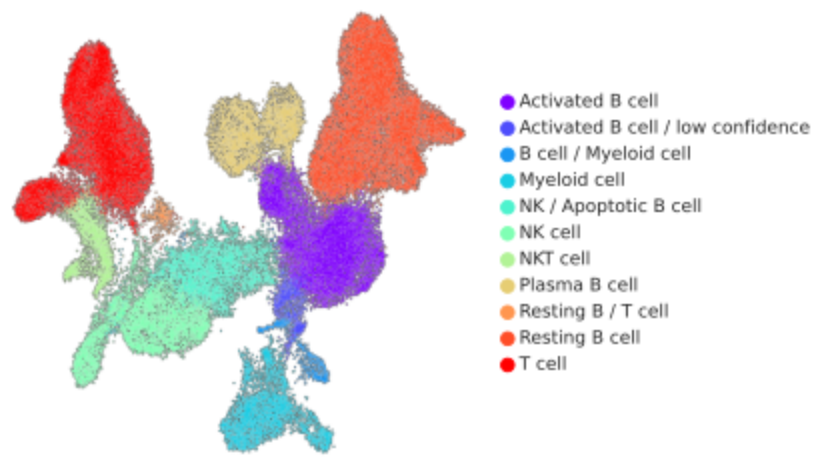 Activated B cell
Activated B cell / low confidence
B cell / Myeloid cell
Myeloid cell
NK / Apoptotic B cell
NK cell
NKT cell
Plasma B cell
Resting B / T cell
Resting B cell
T cell